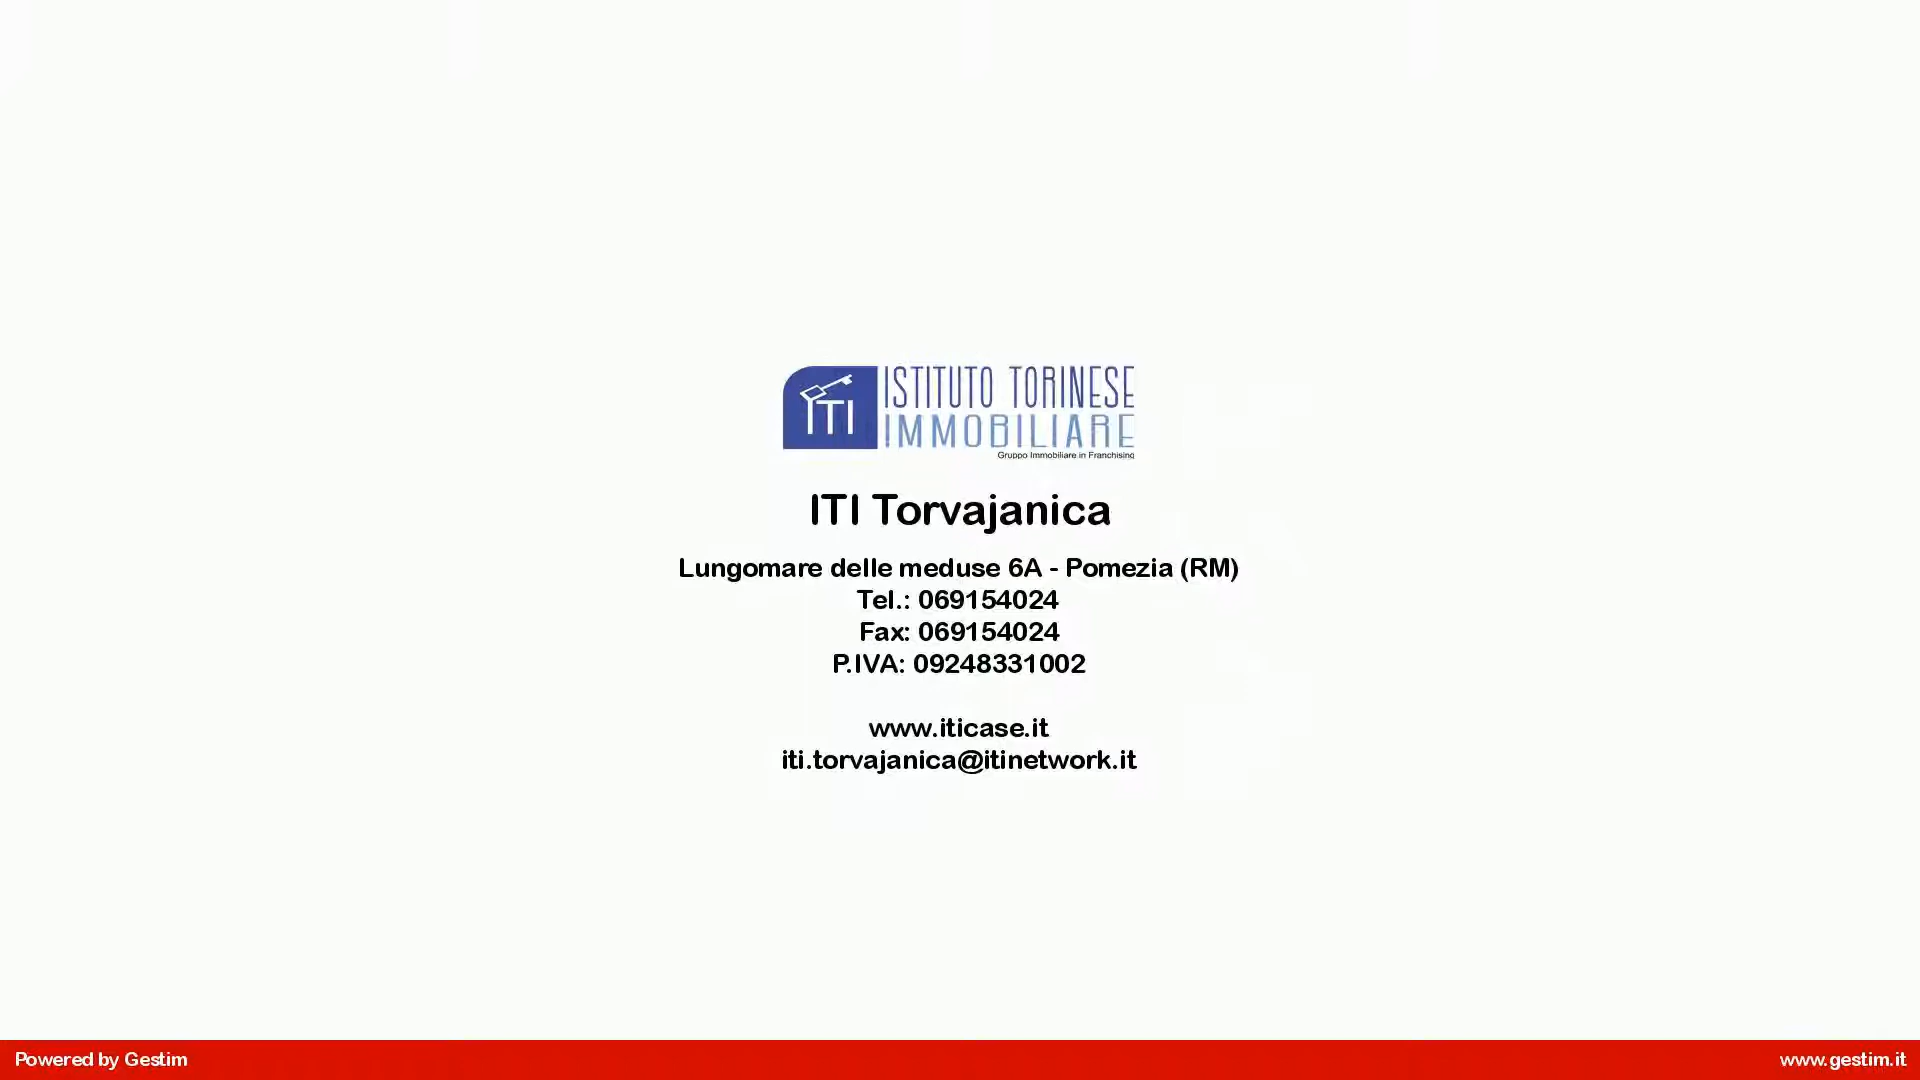 ITI
ISTITUTO TORINESE
IMMOBILIARE
Gruppo Immobiliare in Franchising
ITI Torvajanica
Lungomare delle meduse 6A - Pomezia (RM)
Tel.: 069154024
Fax: 069154024
P.IVA: 09248331002
www.iticase.it
iti.torvajanica@itinetwork.it
Powered by Gestim
www.gestim.it